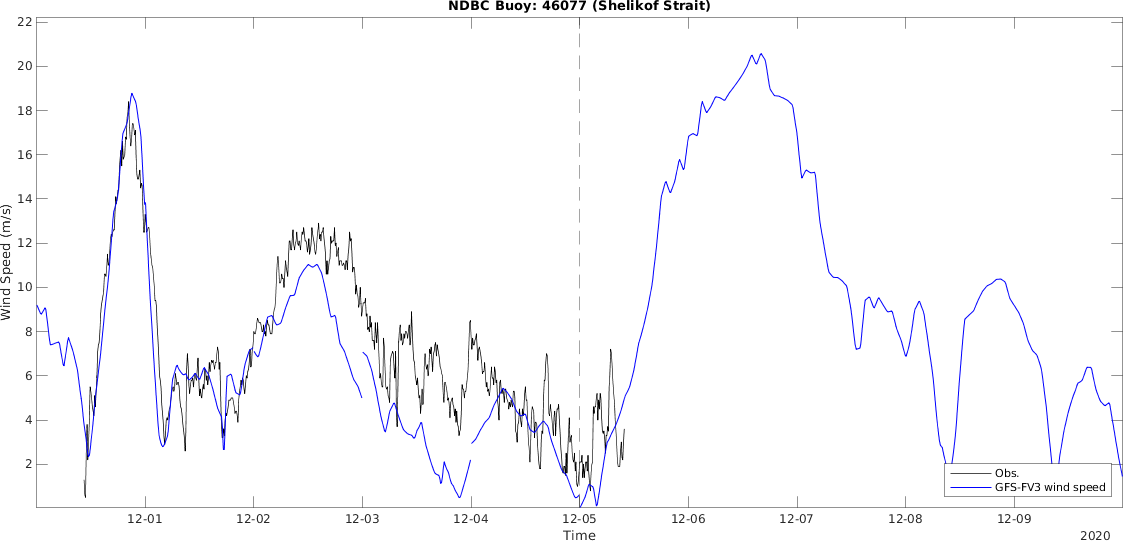 NDBC Buoy: 46077 (Shelikof Strait)
22
20
18
16
14
12
10
8
6
4
2
Wind Speed (m/s)
12-01 12-02 12-03 12-04 12-05 12-06 12-07 12-08 12-09
Time
2020
Obs.
GFS-FV3 wind speed